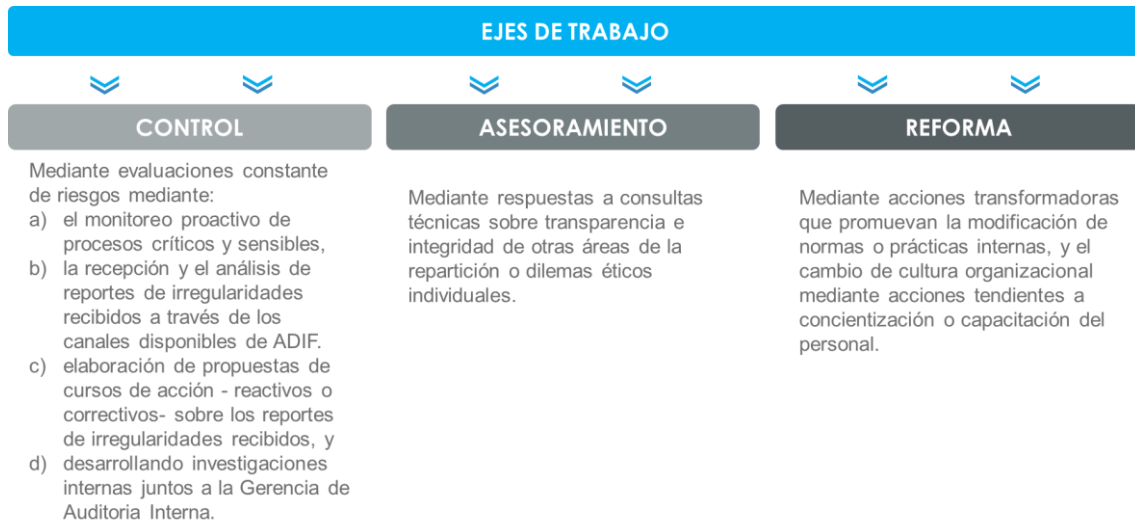 EJES DE TRABAJO
CONTROL
Mediante evaluaciones constante
de riesgos mediante:
a) el monitoreo proactivo de
procesos críticos y sensibles,
b) la recepción y el análisis de
reportes de irregularidades
recibidos a través de los
canales disponibles de ADIF.
c) elaboración de propuestas de
cursos de acción - reactivos o
correctivos- sobre los reportes
de irregularidades recibidos, y
d) desarrollando investigaciones
internas juntos a la Gerencia de
Auditoria Interna.
ASESORAMIENTO
Mediante respuestas a consultas
técnicas sobre transparencia e
integridad de otras áreas de la
repartición o dilemas éticos
individuales.
REFORMA
Mediante acciones transformadoras
que promuevan la modificación de
normas o prácticas internas, y el
cambio de cultura organizacional
mediante acciones tendientes a
concientización o capacitación del
personal.